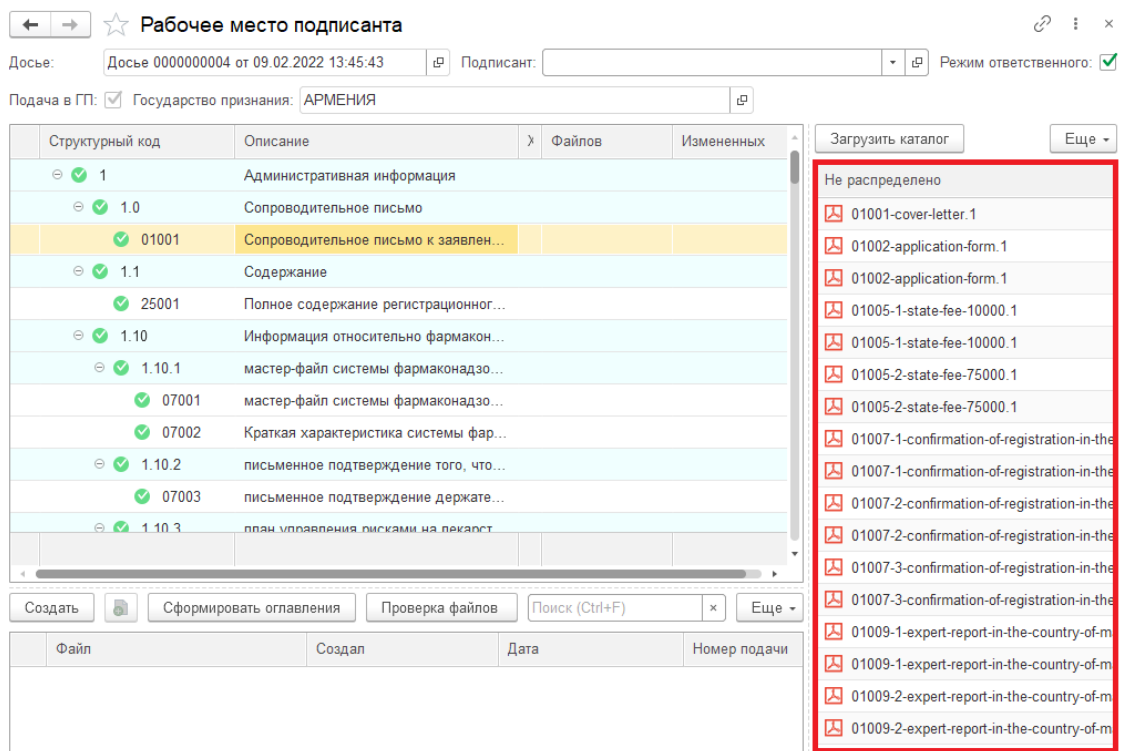 Рабочее место подписанта
Досье: Досье 0000000004 от 09.02.2022 13:45:43 Подписант: Режим ответственного:
Подача в ГП: Государство признания: АРМЕНИЯ
Структурный код Описание Х Файлов Измененных
1 Административная информация
1.0 Сопроводительное письмо
01001 Сопроводительное письмо к заявлен...
1.1 Содержание
25001 Полное содержание регистрационног...
1.10 Информация относительно фармакон...
1.10.1 мастер-файл системы фармаконадзо...
07001 мастер-файл системы фармаконадзо...
07002 Краткая характеристика системы фар...
1.10.2 письменное подтверждение того, что...
07003 письменное подтверждение держате...
1.10.3 план управления рисками на лекарст
Создать Сформировать оглавления Проверка файлов Поиск (Ctrl+F) × Еще
Файл Создал Дата Номер подачи
Загрузить каталог Еще
Не распределено
01001-cover-letter.1
01002-application-form.1
01002-application-form.1
01005-1-state-fee-10000.1
01005-1-state-fee-10000.1
01005-2-state-fee-75000.1
01005-2-state-fee-75000.1
01007-1-confirmation-of-registration-in-the
01007-1-confirmation-of-registration-in-the
01007-2-confirmation-of-registration-in-the
01007-2-confirmation-of-registration-in-the
01007-3-confirmation-of-registration-in-the
01007-3-confirmation-of-registration-in-the
01009-1-expert-report-in-the-country-of-m
01009-1-expert-report-in-the-country-of-m
01009-2-expert-report-in-the-country-of-m
01009-2-expert-report-in-the-country-of-m